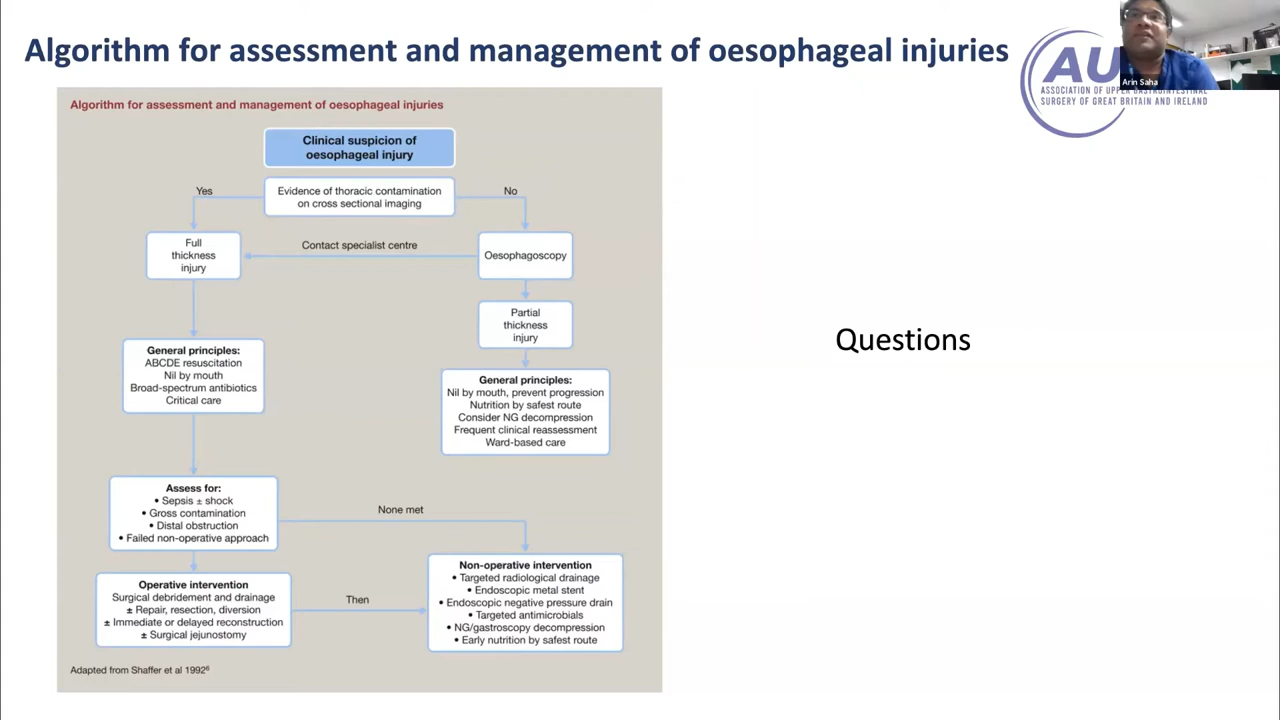 Algorithm for assessment and management of oesophageal injuries
AU
Arin Saha
ASSOCIATION OF UPPER GASTROINTESTINAL
SURGERY OF GREAT BRITAIN AND IRELAND
Algorithm for assessment and management of oesophageal injuries
Clinical suspicion of
oesophageal injury
Yes
Evidence of thoracic contamination
on cross sectional imaging
No
Full
thickness
injury
Contact specialist centre
Oesophagoscopy
Partial
thickness
injury
General principles:
ABCDE resuscitation
Nil by mouth
Broad-spectrum antibiotics
Critical care
General principles:
Nil by mouth, prevent progression
Nutrition by safest route
Consider NG decompression
Frequent clinical reassessment
Ward-based care
Questions
Assess for:
• Sepsis ± shock
• Gross contamination
• Distal obstruction
• Failed non-operative approach
None met
Operative intervention
Surgical debridement and drainage
± Repair, resection, diversion
± Immediate or delayed reconstruction
± Surgical jejunostomy
Then
Non-operative intervention
• Targeted radiological drainage
• Endoscopic metal stent
• Endoscopic negative pressure drain
• Targeted antimicrobials
• NG/gastroscopy decompression
• Early nutrition by safest route
Adapted from Shaffer et al 1992⁶